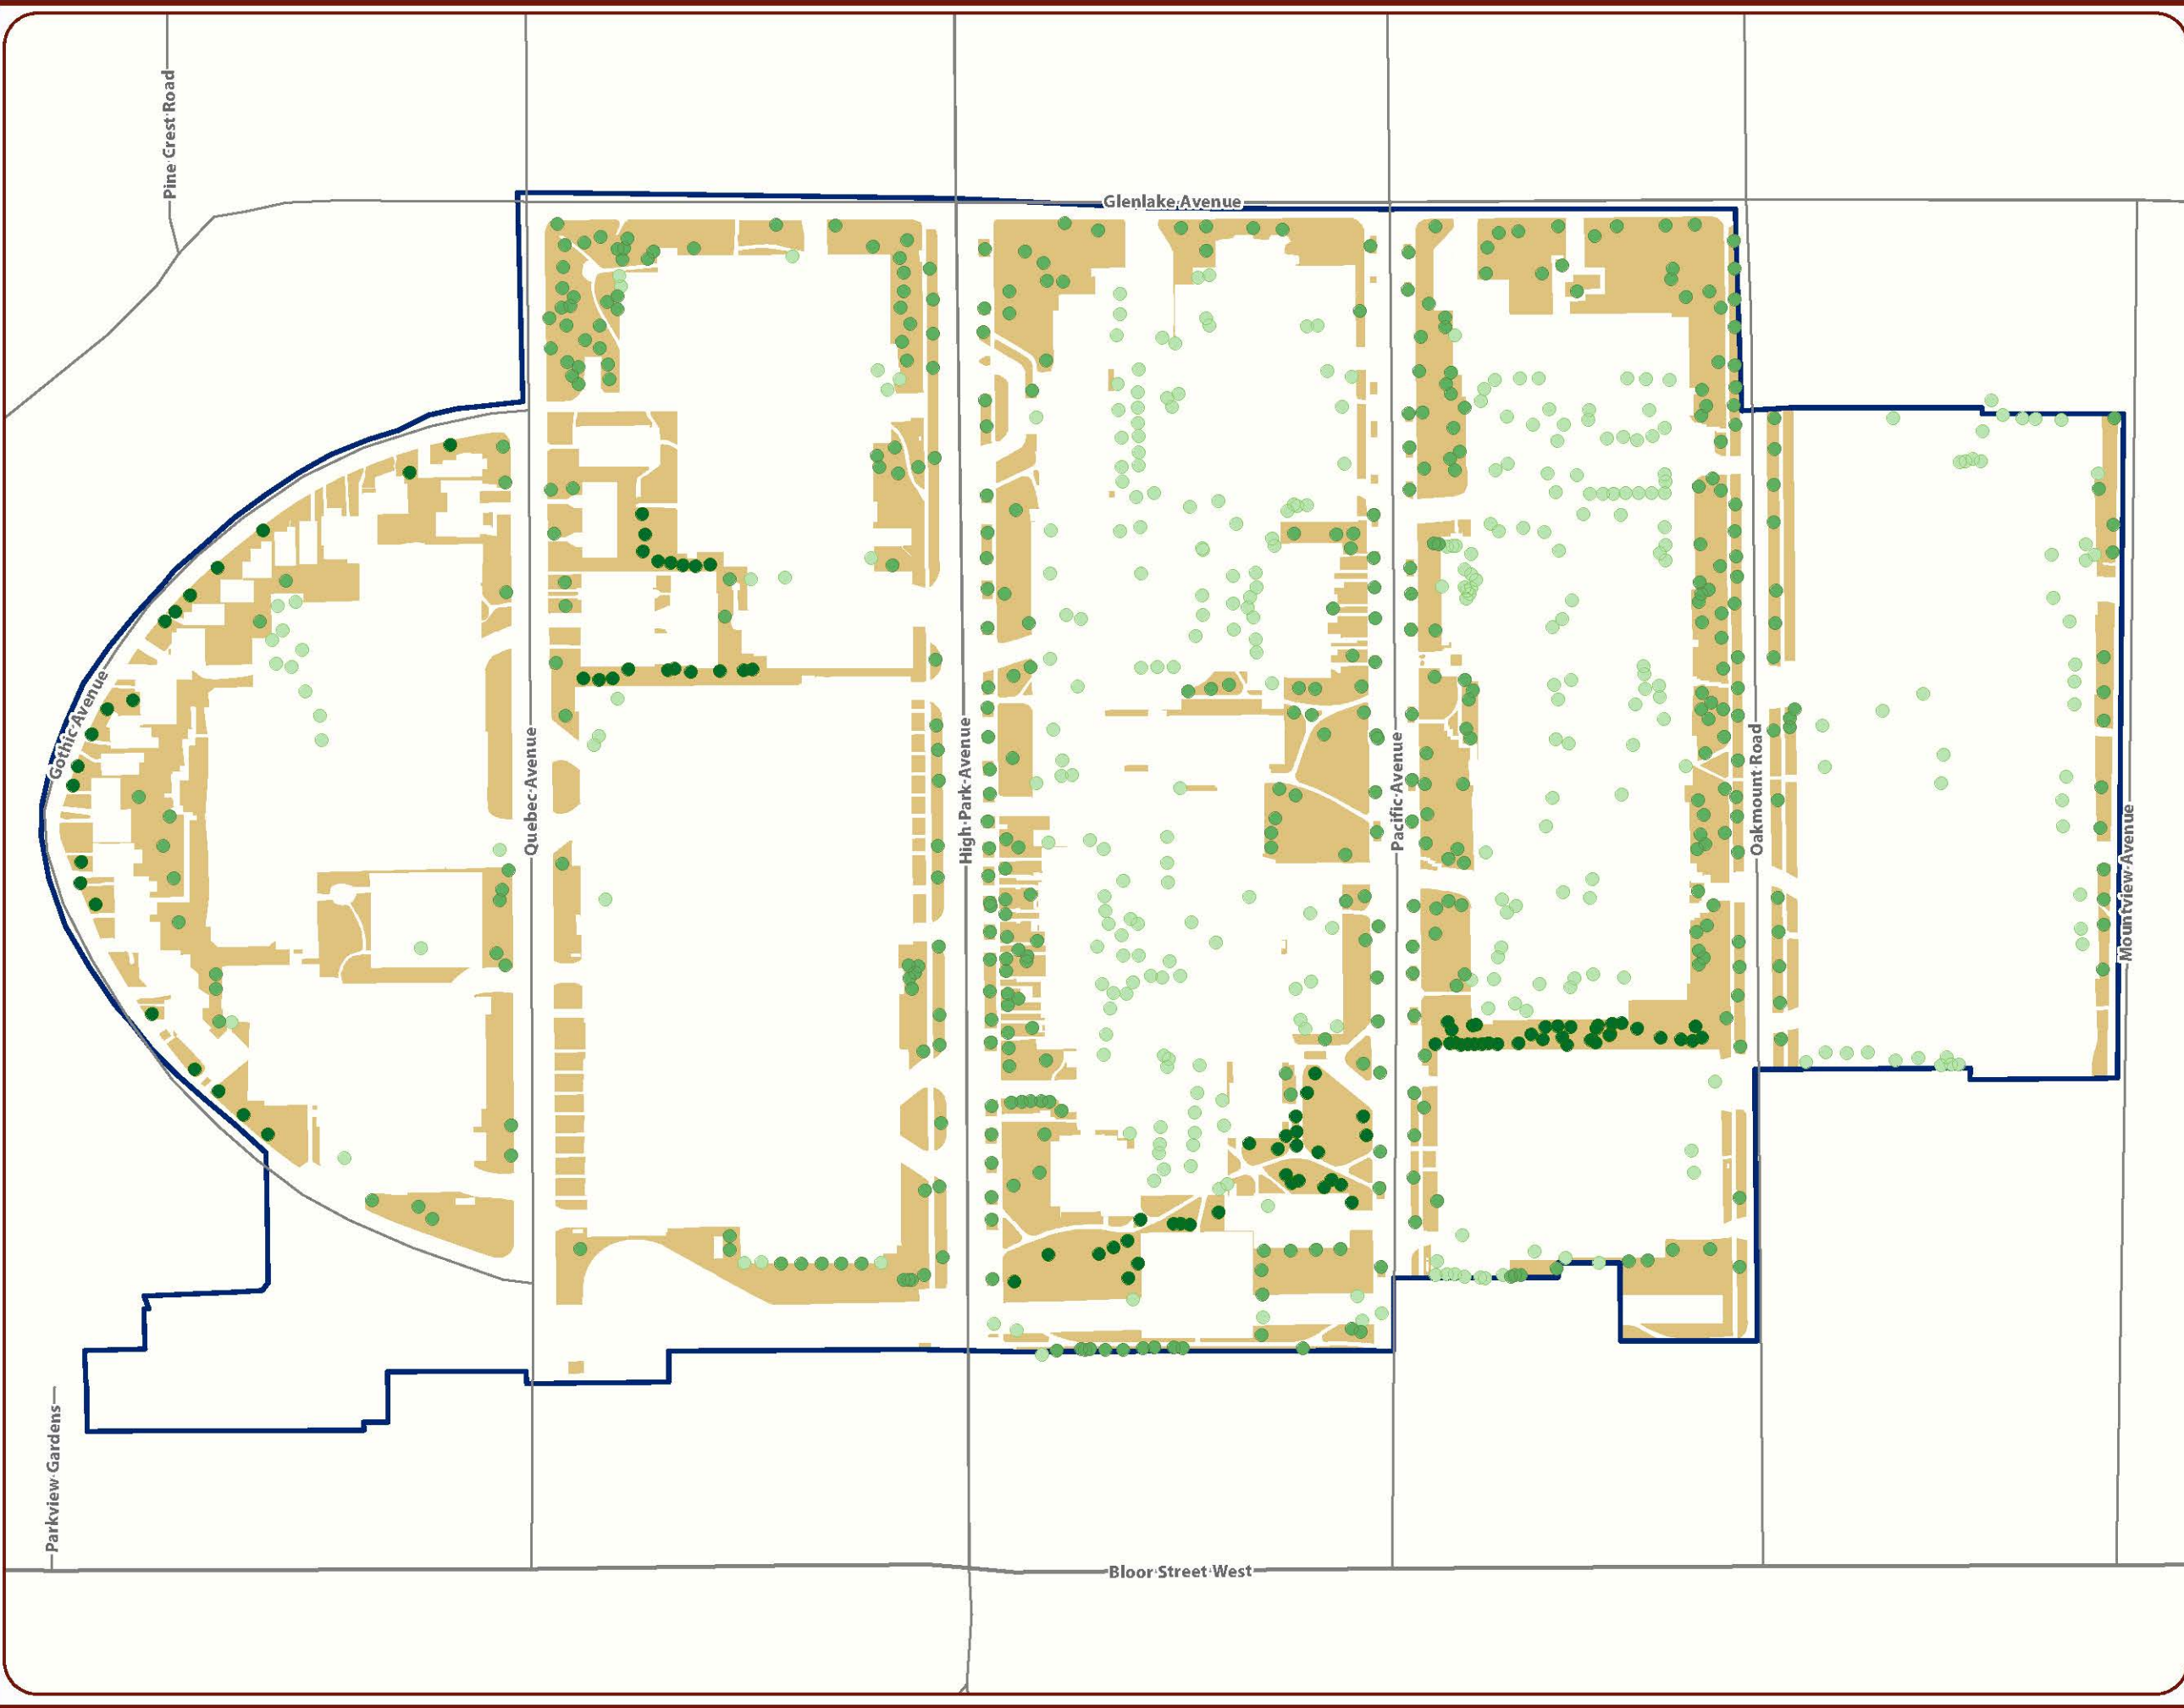 Pine Crest Road
Glenlake Avenue
Gothic Avenue
Quebec Avenue
High Park Avenue
Pacific Avenue
Oakmount Road
Mountview Avenue
Parkview Gardens
Bloor Street West